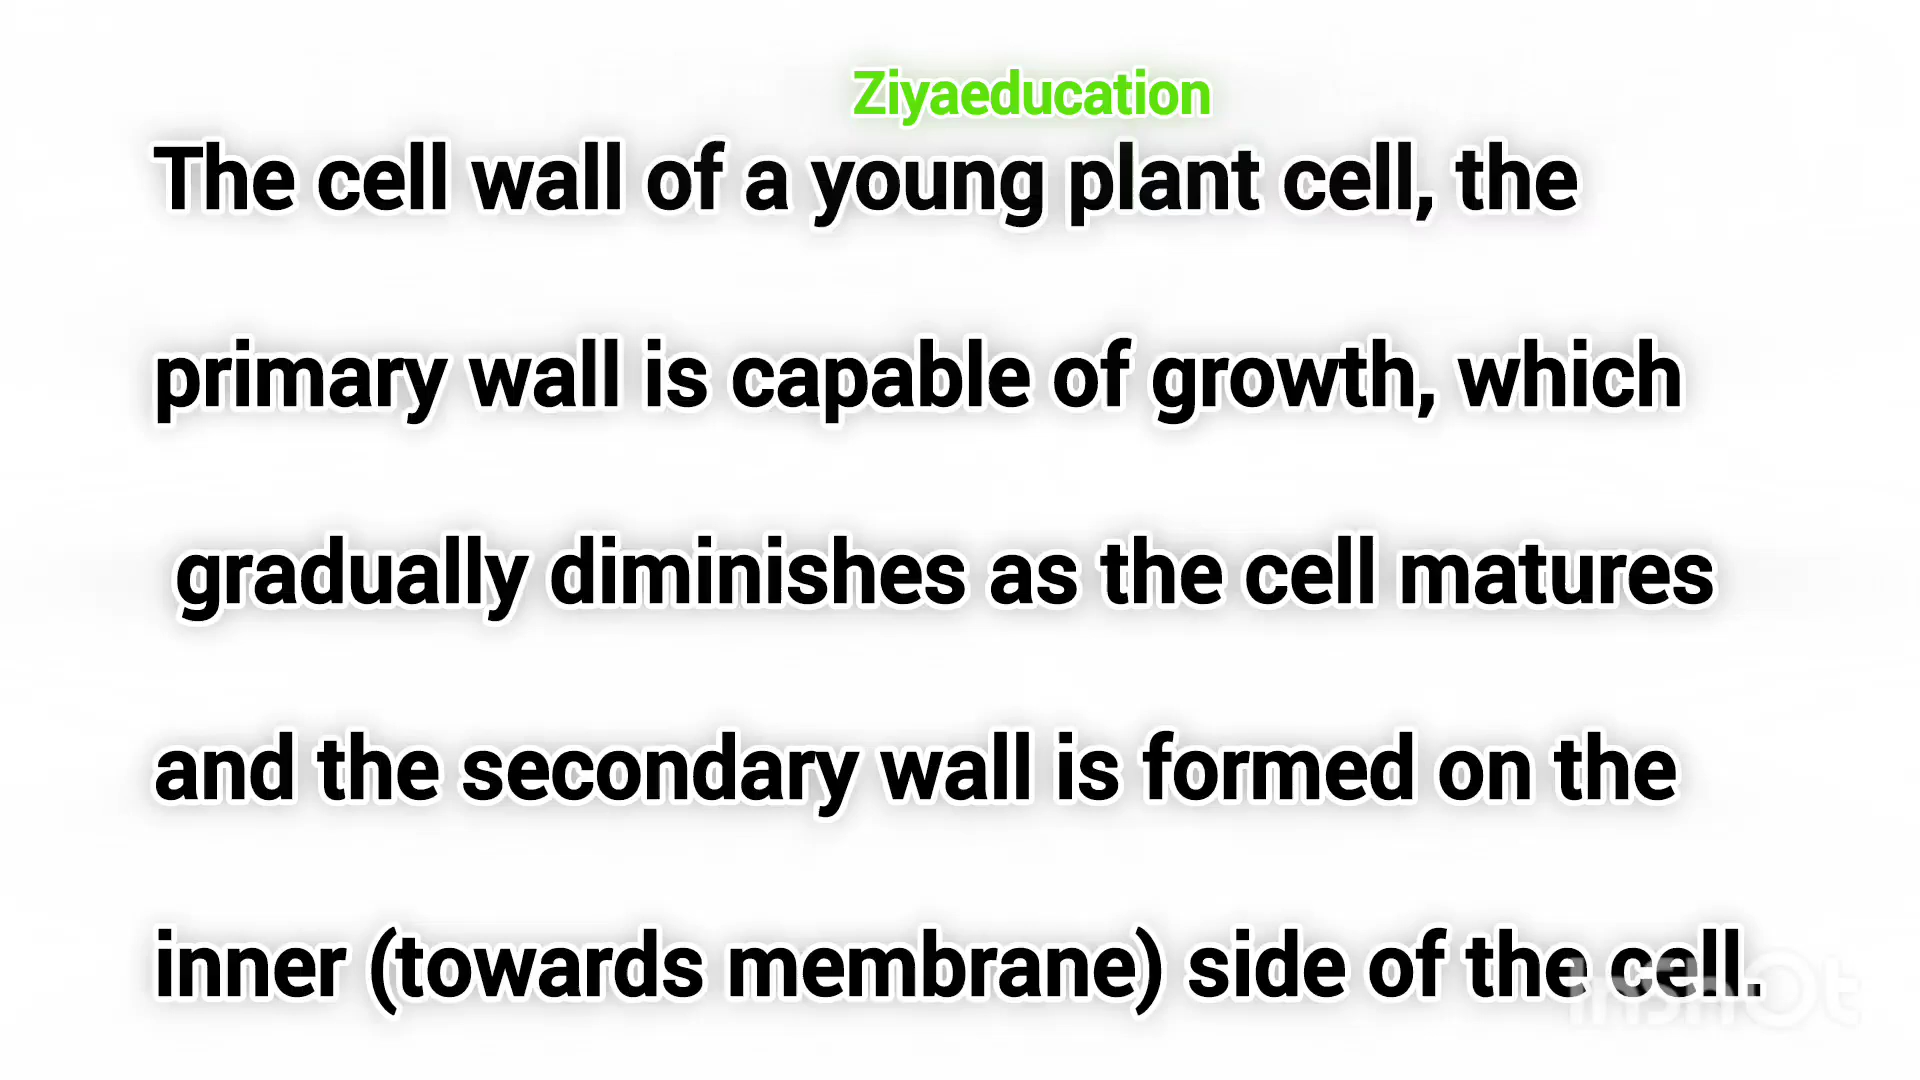 Ziyaeducation
The cell wall of a young plant cell, the
primary wall is capable of growth, which
gradually diminishes as the cell matures
and the secondary wall is formed on the
inner (towards membrane) side of the cell.
InShOt